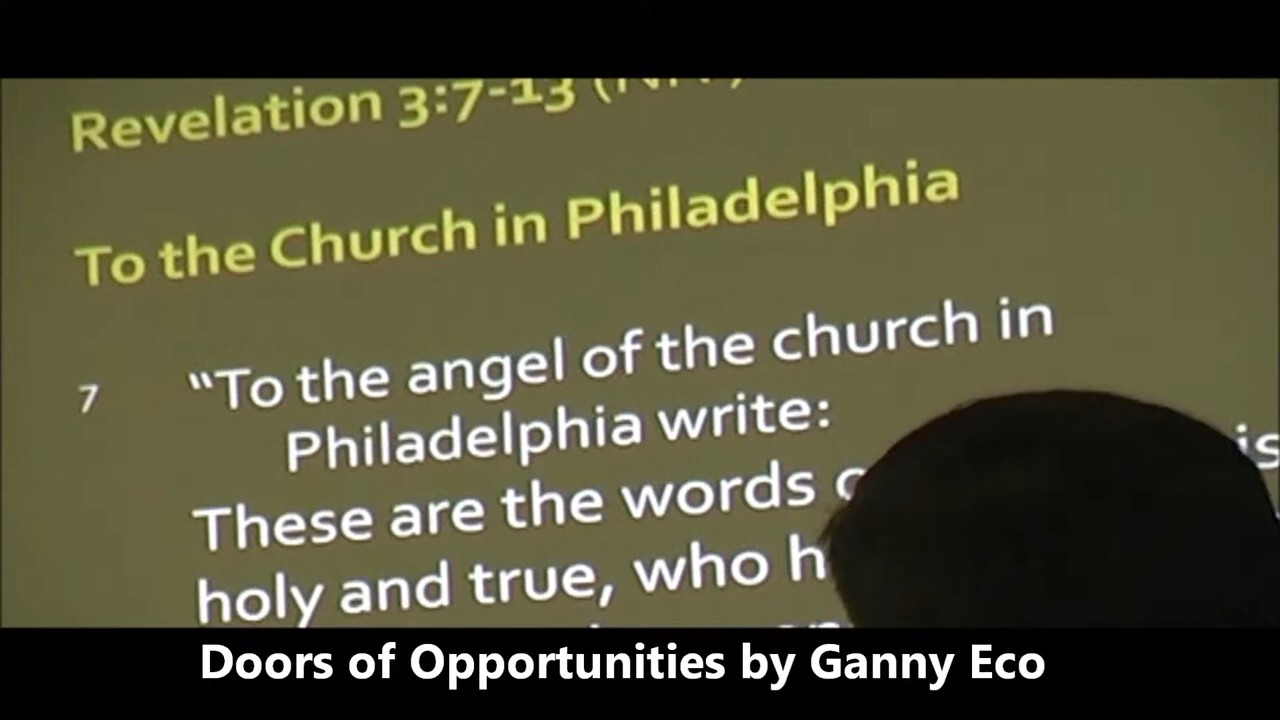 Revelation 3:7-13
To the Church in Philadelphia
7 “To the angel of the church in
Philadelphia write:
These are the words is
holy and true, who
Doors of Opportunities by Ganny Eco